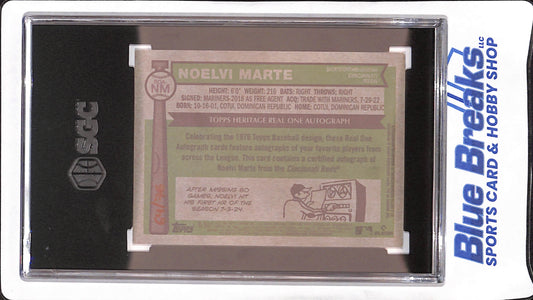 ROA-
NM
NOELVI MARTE
CINCINNATI
REDS
HEIGHT: 6'0" WEIGHT: 216 BATS: RIGHT THROWS: RIGHT
SIGNED: MARINERS-2018 AS FREE AGENT ACQ: TRADE WITH MARINERS, 7-29-22
BORN: 10-16-01, COTUI, DOMINICAN REPUBLIC HOME: COTUI, DOMINICAN REPUBLIC
TOPPS HERITAGE REAL ONE AUTOGRAPH
Celebrating the 1976 Topps Baseball design, these Real One
Autograph cards feature autographs of your favorite players from
across the League. This card contains a certified autograph of
Noelvi Marte from the Cincinnati Reds!
AFTER MISSING 80
GAMES, NOELVI HIT
HIS FIRST HR OF THE
SEASON 7-3-24.
TOPPS
SGC
Blue Breaks LLC
SPORTS CARD & HOBBY SHOP